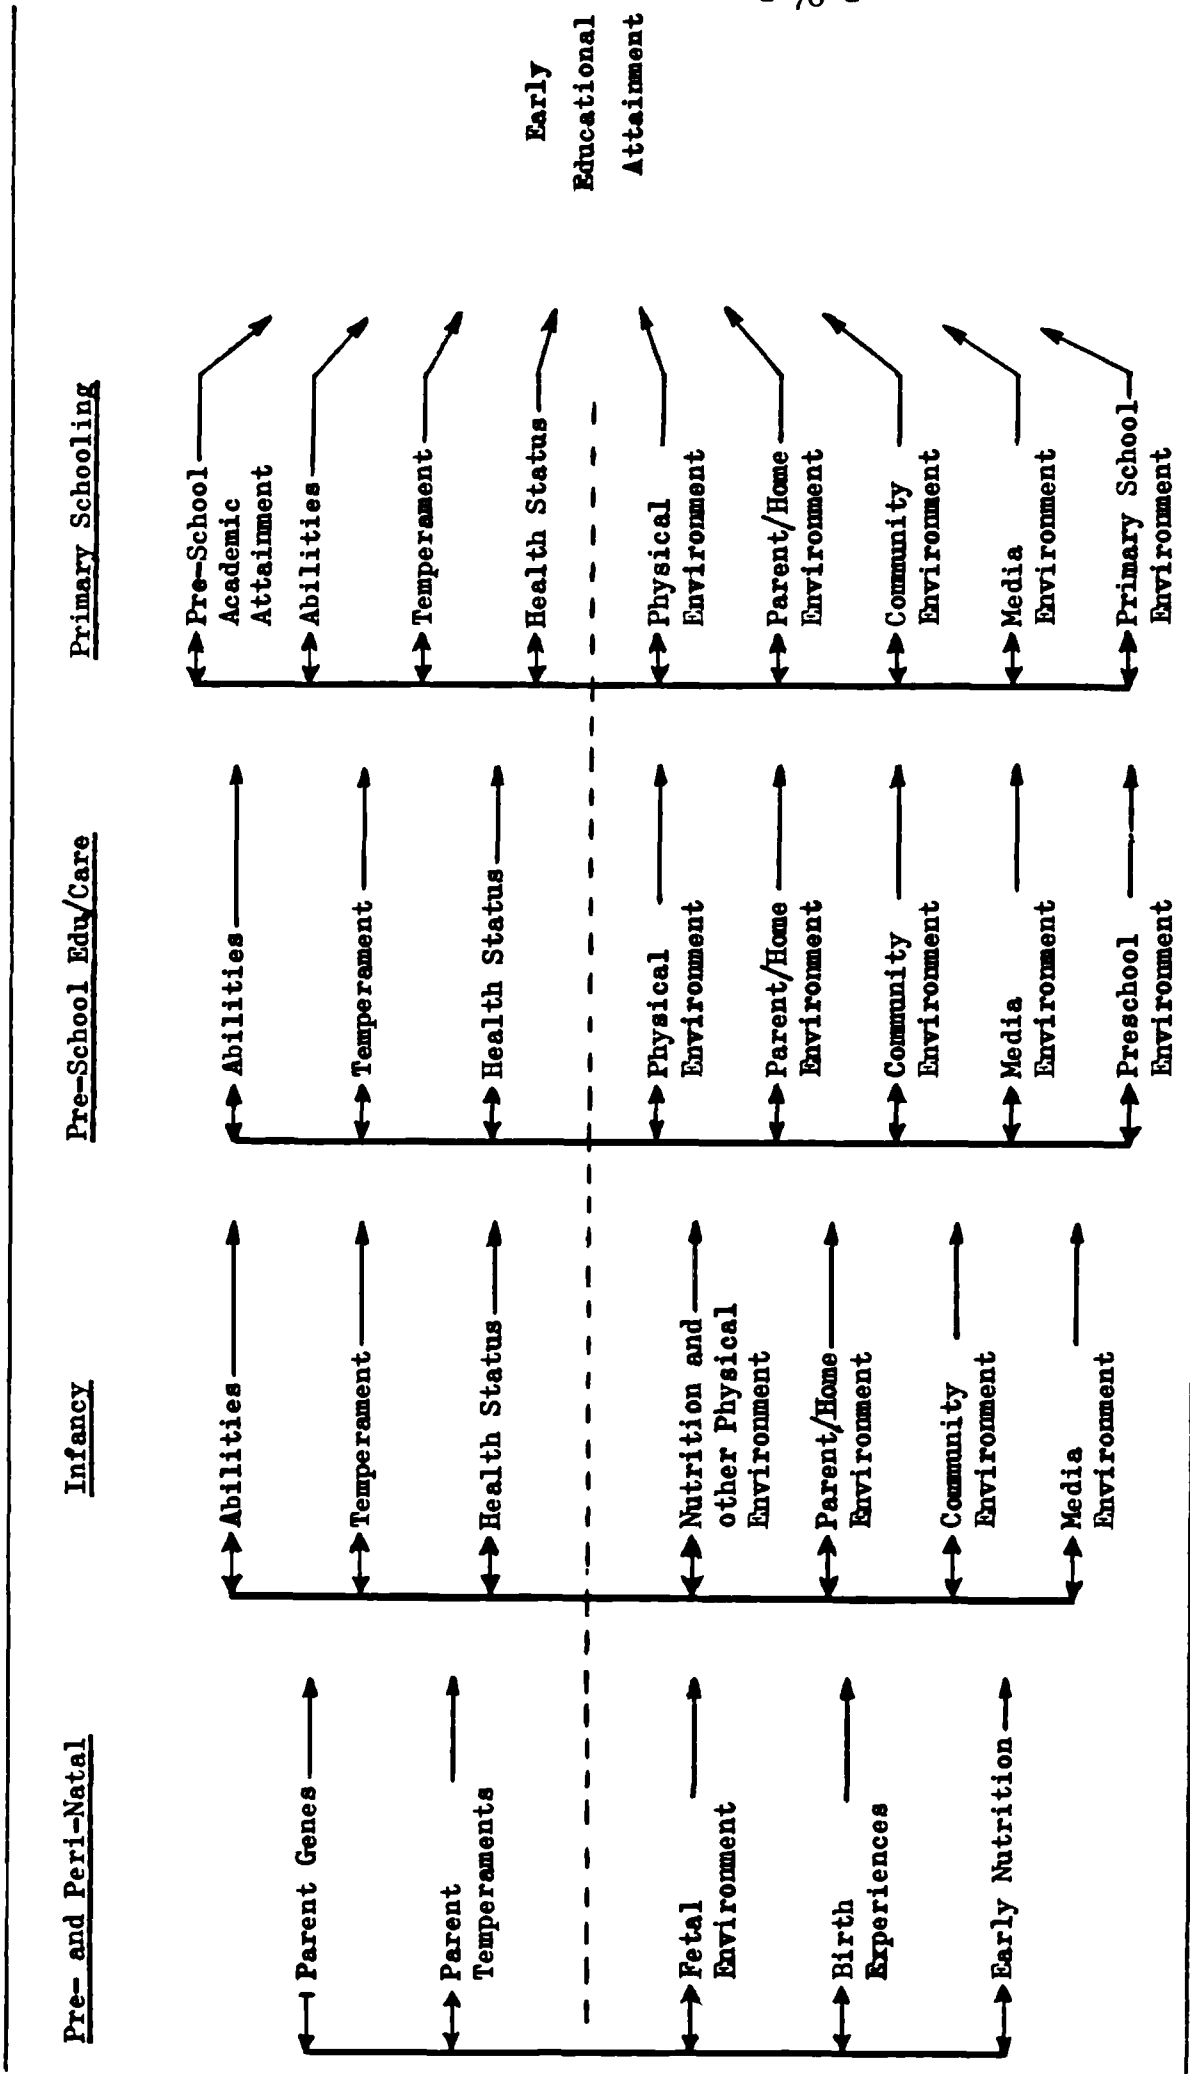 Pre- and Peri-Natal
Parent Genes
Parent
Temperaments
Fetal
Environment
Birth
Experiences
Early Nutrition
Infancy
Abilities
Temperament
Health Status
Nutrition and
other Physical
Environment
Parent/Home
Environment
Community
Environment
Media
Environment
Pre-School Edu/Care
Abilities
Temperament
Health Status
Physical
Environment
Parent/Home
Environment
Community
Environment
Media
Environment
Preschool
Environment
Primary Schooling
Pre-School
Academic
Attainment
Abilities
Temperament
Health Status
Physical
Environment
Parent/Home
Environment
Community
Environment
Media
Environment
Primary School
Environment
Early
Educational
Attainment